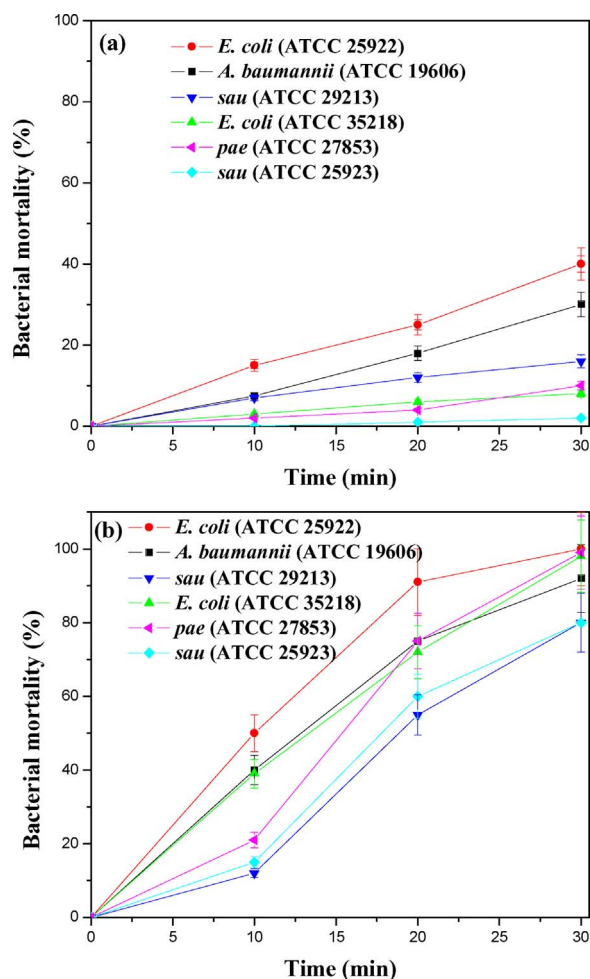 (a)
E. coli (ATCC 25922)
A. baumannii (ATCC 19606)
sau (ATCC 29213)
E. coli (ATCC 35218)
pae (ATCC 27853)
sau (ATCC 25923)
100
80
60
40
20
0
Bacterial mortality (%)
0 5 10 15 20 25 30
Time (min)
(b)
E. coli (ATCC 25922)
A. baumannii (ATCC 19606)
sau (ATCC 29213)
E. coli (ATCC 35218)
pae (ATCC 27853)
sau (ATCC 25923)
100
80
60
40
20
0
Bacterial mortality (%)
0 5 10 15 20 25 30
Time (min)